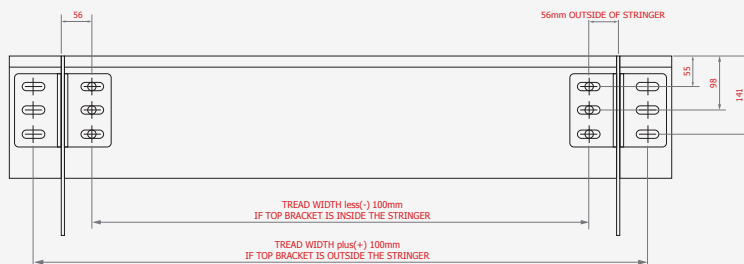 56
56mm OUTSIDE OF STRINGER
55
98
141
TREAD WIDTH less(-) 100mm
IF TOP BRACKET IS INSIDE THE STRINGER
TREAD WIDTH plus(+) 100mm
IF TOP BRACKET IS OUTSIDE THE STRINGER